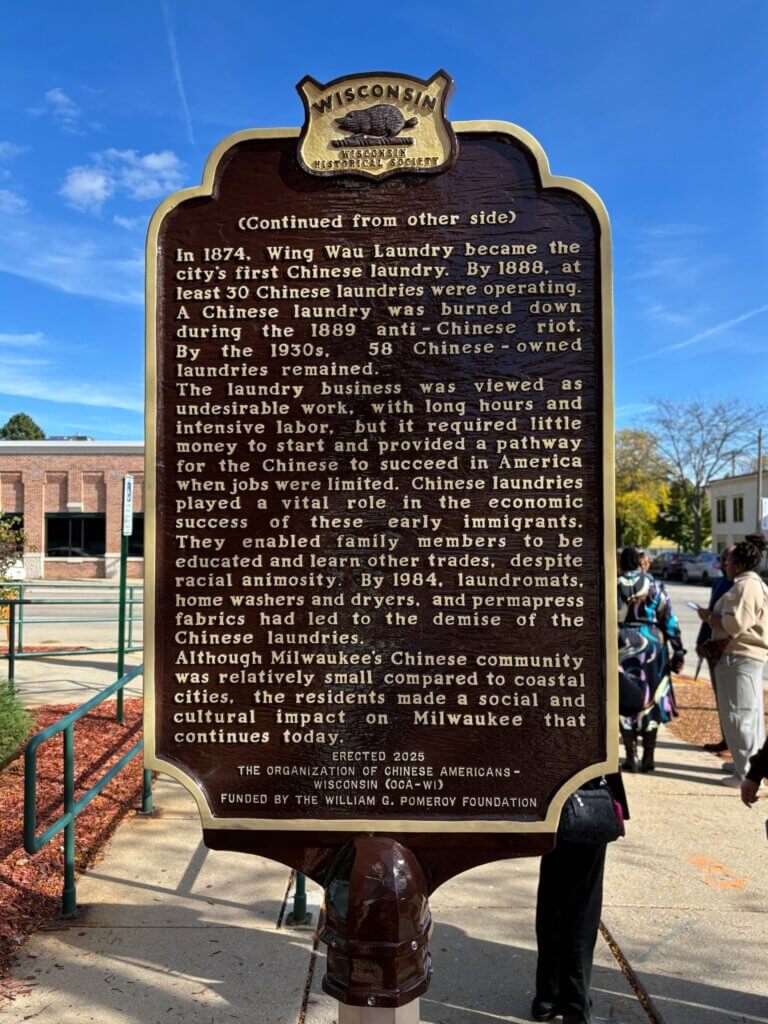 WISCONSIN
WISCONSIN
HISTORICAL SOCIETY
(Continued from other side)
In 1874, Wing Wau Laundry became the
city's first Chinese laundry. By 1888, at
least 30 Chinese laundries were operating.
A Chinese laundry was burned down
during the 1889 anti-Chinese riot.
By the 1930s, 58 Chinese-owned
laundries remained.
The laundry business was viewed as
undesirable work, with long hours and
intensive labor, but it required little
money to start and provided a pathway
for the Chinese to succeed in America
when jobs were limited. Chinese laundries
played a vital role in the economic
success of these early immigrants.
They enabled family members to be
educated and learn other trades, despite
racial animosity. By 1984, laundromats,
home washers and dryers, and permapress
fabrics had led to the demise of the
Chinese laundries.
Although Milwaukee's Chinese community
was relatively small compared to coastal
cities, the residents made a social and
cultural impact on Milwaukee that
continues today.
ERECTED 2025
THE ORGANIZATION OF CHINESE AMERICANS-
WISCONSIN (OCA-WI)
FUNDED BY THE WILLIAM G. POMEROY FOUNDATION